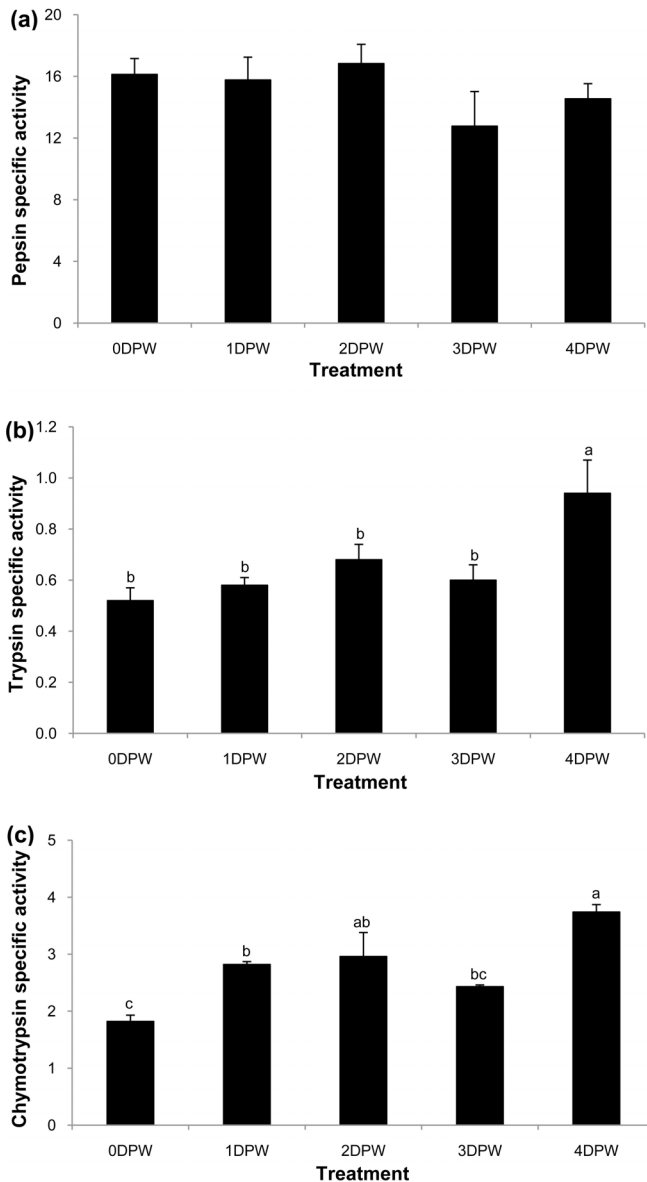 (a)
Pepsin specific activity
20
16
12
8
4
0
0DPW 1DPW 2DPW 3DPW 4DPW
Treatment
(b)
Trypsin specific activity
1.2
1.0
0.8
0.6
0.4
0.2
0.0
b b b b a
0DPW 1DPW 2DPW 3DPW 4DPW
Treatment
(c)
Chymotrypsin specific activity
5
4
3
2
1
0
c b ab bc a
0DPW 1DPW 2DPW 3DPW 4DPW
Treatment